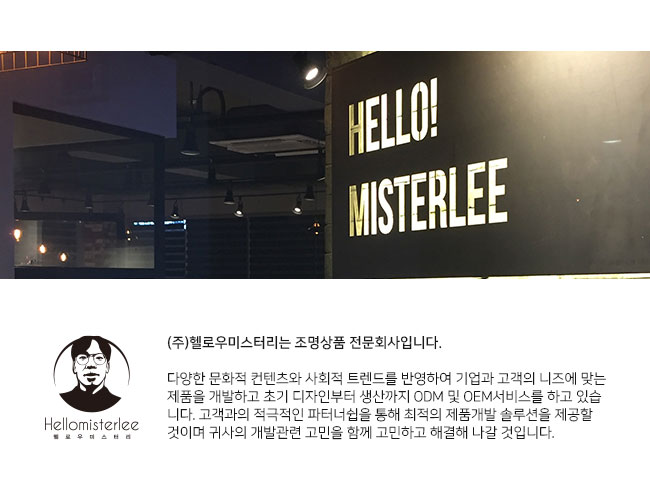 HELLO!
MISTERLEE
(주)헬로우미스터리는 조명상품 전문회사입니다.
다양한 문화적 컨텐츠와 사회적 트렌드를 반영하여 기업과 고객의 니즈에 맞는
제품을 개발하고 초기 디자인부터 생산까지 ODM 및 OEM서비스를 하고 있습
니다. 고객과의 적극적인 파트너쉽을 통해 최적의 제품개발 솔루션을 제공할
것이며 귀사의 개발관련 고민을 함께 고민하고 해결해 나갈 것입니다.
Hellomisterlee
헬로우미스터리